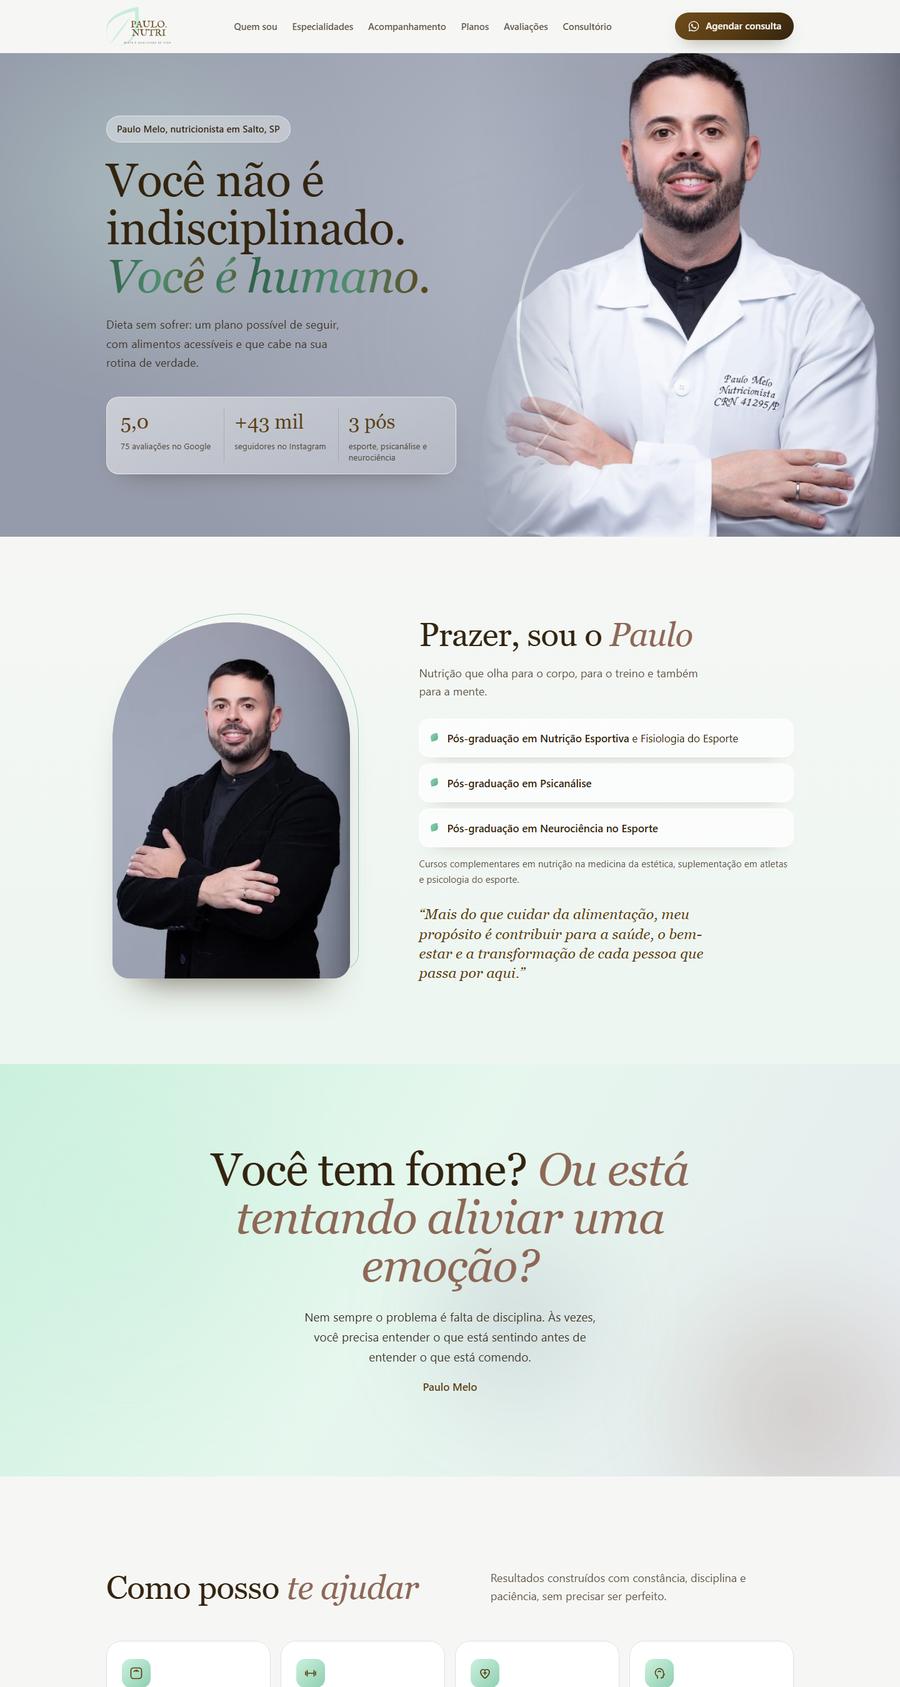 PAULO.
NUTRI
Quem sou Especialidades Acompanhamento Planos Avaliações Consultório
Agendar consulta
Paulo Melo, nutricionista em Salto, SP
Você não é
indisciplinado.
Você é humano.
Dieta sem sofrer: um plano possível de seguir,
com alimentos acessíveis e que cabe na sua
rotina de verdade.
5,0 +43 mil 3 pós
75 avaliações no Google seguidores no Instagram esporte, psicanálise e
neurociência
Paulo Melo
Nutricionista
CRN 41295/P
Prazer, sou o Paulo
Nutrição que olha para o corpo, para o treino e também
para a mente.
Pós-graduação em Nutrição Esportiva e Fisiologia do Esporte
Pós-graduação em Psicanálise
Pós-graduação em Neurociência no Esporte
Cursos complementares em nutrição na medicina da estética, suplementação em atletas
e psicologia do esporte.
“Mais do que cuidar da alimentação, meu
propósito é contribuir para a saúde, o bem-
estar e a transformação de cada pessoa que
passa por aqui.”
Você tem fome? Ou está
tentando aliviar uma
emoção?
Nem sempre o problema é falta de disciplina. Às vezes,
você precisa entender o que está sentindo antes de
entender o que está comendo.
Paulo Melo
Como posso te ajudar
Resultados construídos com constância, disciplina e
paciência, sem precisar ser perfeito.